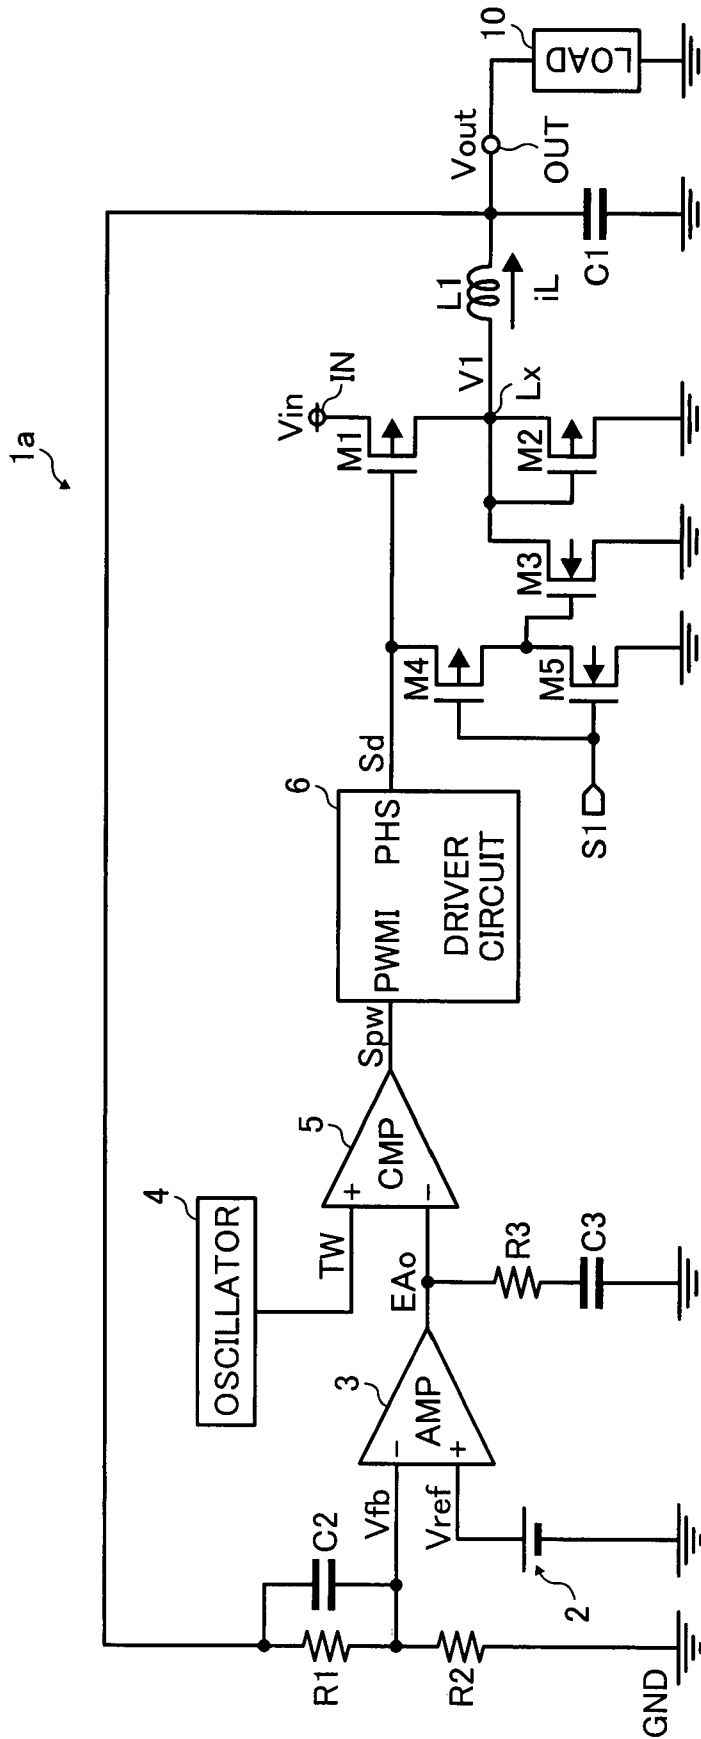 1a
Vin
IN
M1
V1
L1
iL
Vout
OUT
10
LOAD
C1
Lx
M2
M3
M4
M5
S1
Sd
6
PWMI PHS
DRIVER
CIRCUIT
Spw
5
CMP
+
−
4
OSCILLATOR
TW
EAo
R3
C3
3
AMP
−
+
Vfb
Vref
2
C2
R1
R2
GND